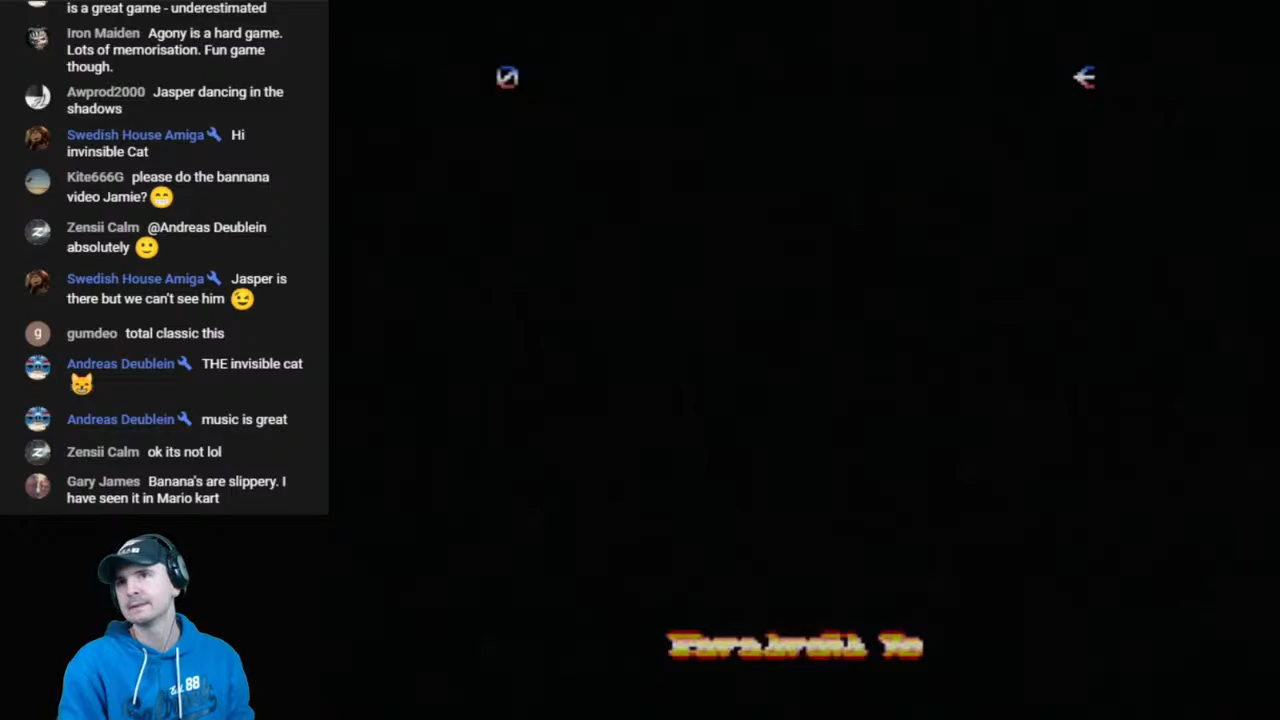 is a great game - underestimated
Iron Maiden Agony is a hard game.
Lots of memorisation. Fun game
though.
Awprod2000 Jasper dancing in the
shadows
Swedish House Amiga Hi
invinsible Cat
Kite666G please do the bannana
video Jamie?
Zensii Calm @Andreas Deublein
absolutely
Swedish House Amiga Jasper is
there but we can't see him
g gumdeo total classic this
Andreas Deublein THE invisible cat
Andreas Deublein music is great
Zensii Calm ok its not lol
Gary James Banana's are slippery. I
have seen it in Mario kart
88